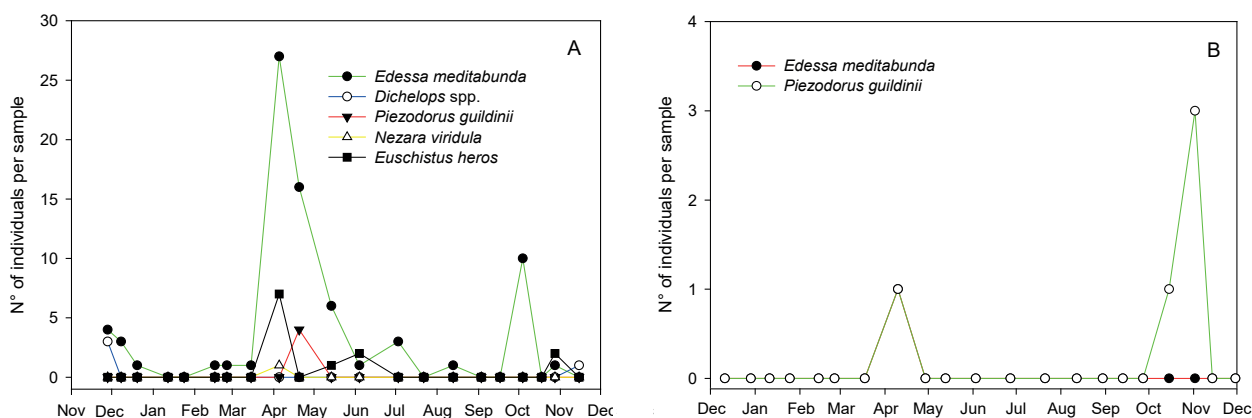 A
30
25
20
15
10
5
0
N° of individuals per sample
Edessa meditabunda
Dichelops spp.
Piezodorus guildinii
Nezara viridula
Euschistus heros
Nov Dec Jan Feb Mar Apr May Jun Jul Aug Sep Oct Nov Dec
B
4
3
2
1
0
N° of individuals per sample
Edessa meditabunda
Piezodorus guildinii
Dec Jan Feb Mar Apr May Jun Jul Aug Sep Oct Nov Dec